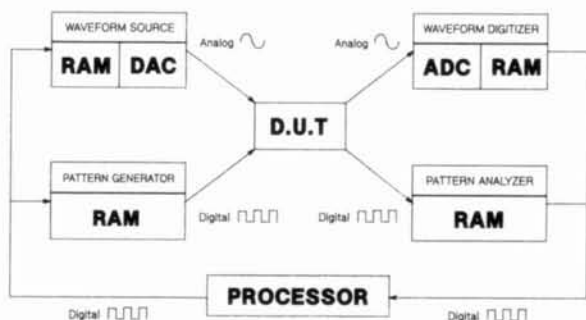 WAVEFORM SOURCE
RAM DAC
Analog
Analog
WAVEFORM DIGITIZER
ADC RAM
D.U.T
PATTERN GENERATOR
RAM
Digital
Digital
PATTERN ANALYZER
RAM
PROCESSOR
Digital
Digital